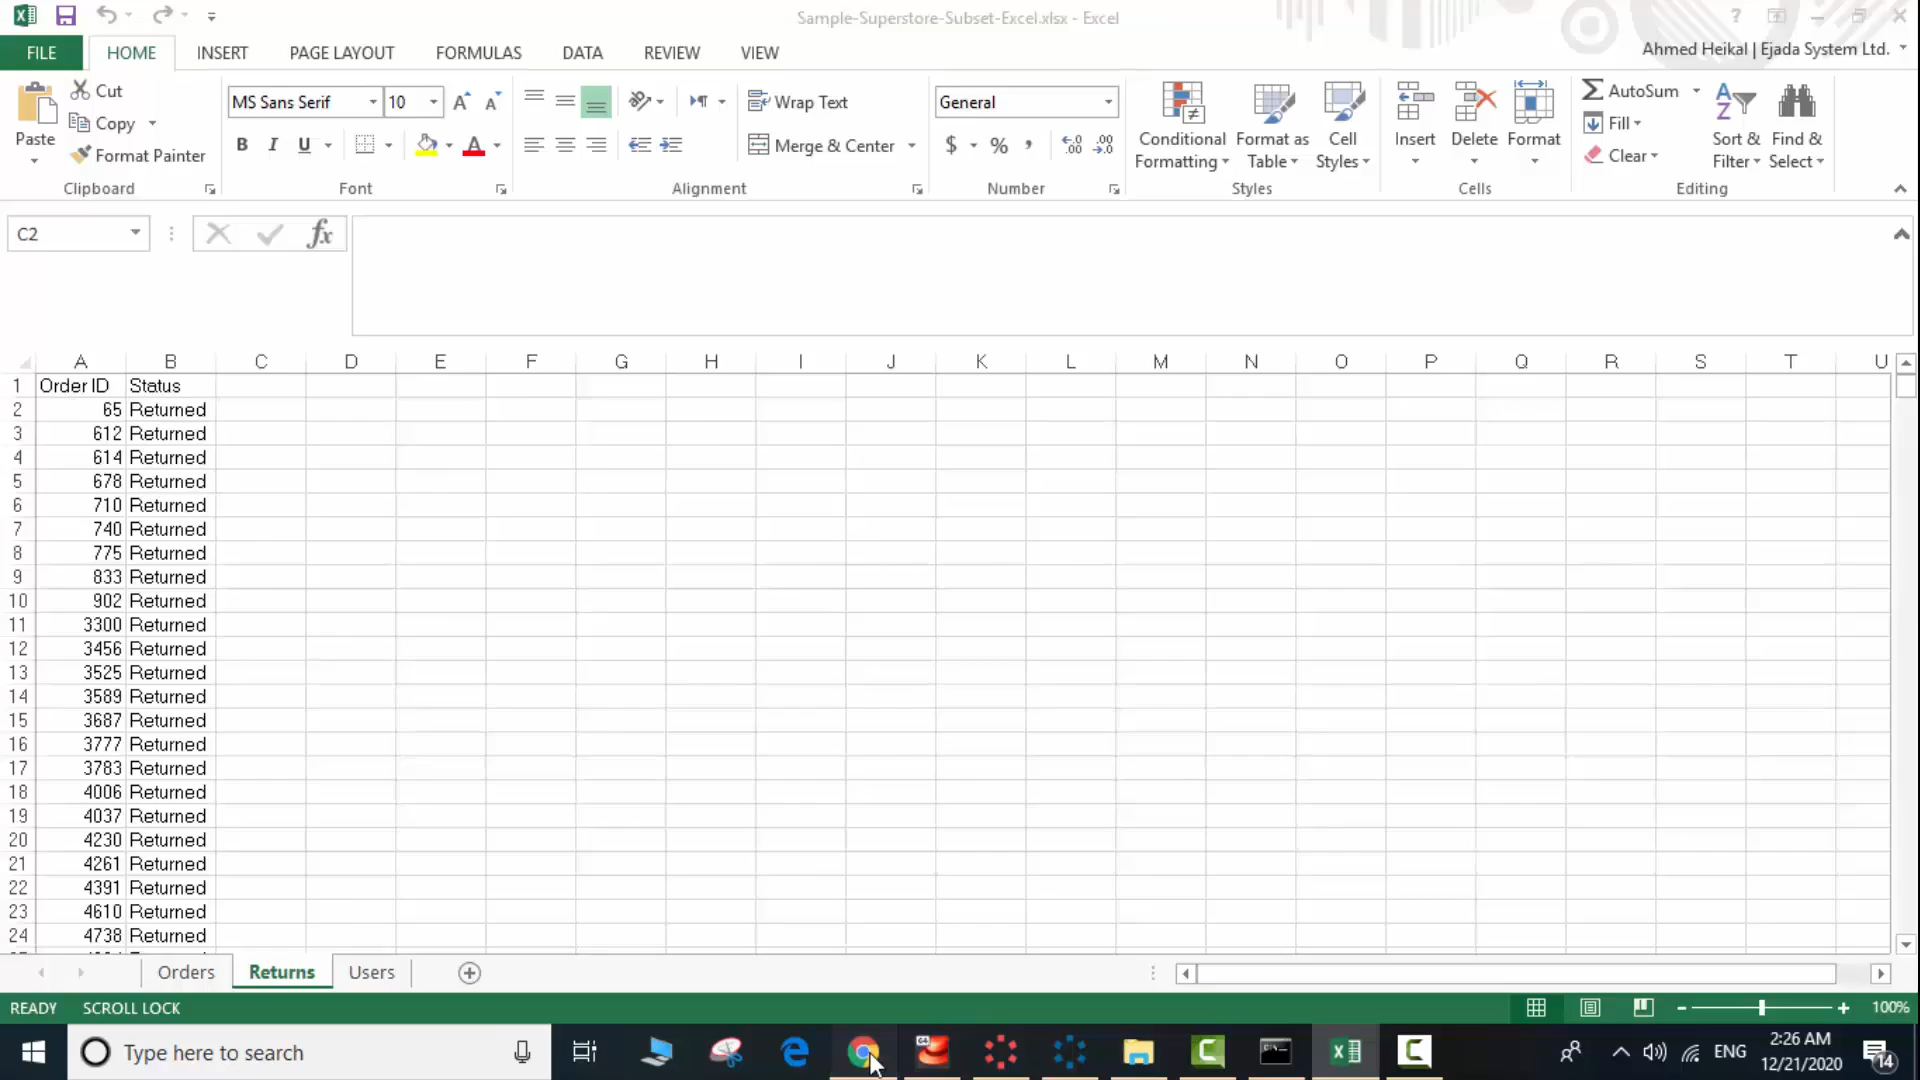 Sample-Superstore-Subset-Excel.xlsx - Excel
FILE HOME INSERT PAGE LAYOUT FORMULAS DATA REVIEW VIEW Ahmed Heikal | Ejada System Ltd.
Paste
Cut
Copy
Format Painter
Clipboard
MS Sans Serif 10
B I U
Font
Wrap Text
Merge & Center
Alignment
General
$ % ,
Number
Conditional Formatting
Format as Table
Cell Styles
Styles
Insert Delete Format
Cells
AutoSum
Fill
Clear
Sort & Filter
Find & Select
Editing
C2 fx
A B C D E F G H I J K L M N O P Q R S T U
1 Order ID Status
2 65 Returned
3 612 Returned
4 614 Returned
5 678 Returned
6 710 Returned
7 740 Returned
8 775 Returned
9 833 Returned
10 902 Returned
11 3300 Returned
12 3456 Returned
13 3525 Returned
14 3589 Returned
15 3687 Returned
16 3777 Returned
17 3783 Returned
18 4006 Returned
19 4037 Returned
20 4230 Returned
21 4261 Returned
22 4391 Returned
23 4610 Returned
24 4738 Returned
Orders Returns Users
READY SCROLL LOCK 100%
Type here to search ENG 2:26 AM
12/21/2020 14